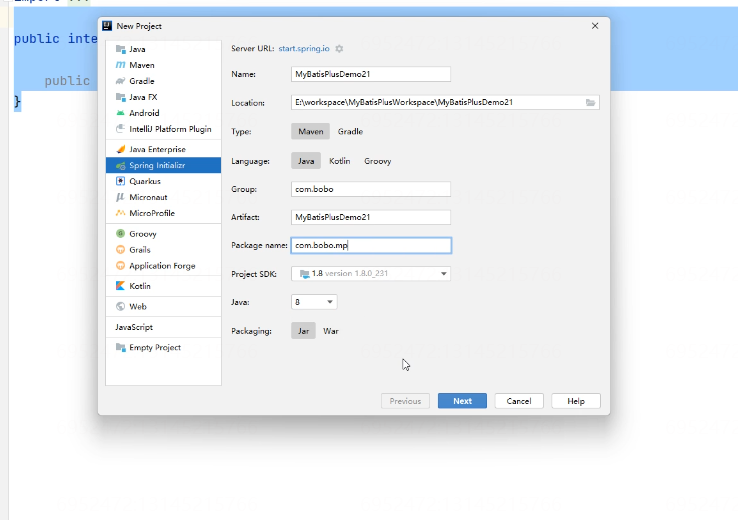 public inte
public
}
New Project
Java
Maven
Gradle
Java FX
Android
IntelliJ Platform Plugin
Java Enterprise
Spring Initializr
Quarkus
Micronaut
MicroProfile
Groovy
Grails
Application Forge
Kotlin
Web
JavaScript
Empty Project
Server URL: start.spring.io
Name: MyBatisPlusDemo21
Location: E:\workspace\MyBatisPlusWorkspace\MyBatisPlusDemo21
Type: Maven Gradle
Language: Java Kotlin Groovy
Group: com.bobo
Artifact: MyBatisPlusDemo21
Package name: com.bobo.mp
Project SDK: 1.8 version 1.8.0_231
Java: 8
Packaging: Jar War
Previous Next Cancel Help